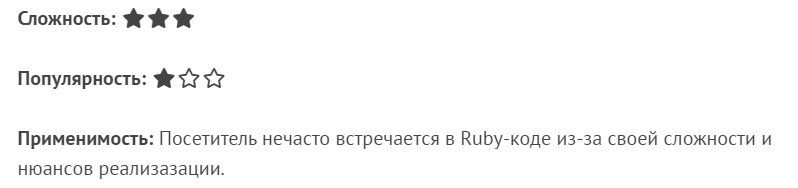 Сложность: ★★★
Популярность: ★☆☆
Применимость: Посетитель нечасто встречается в Ruby-коде из-за своей сложности и
нюансов реализазации.